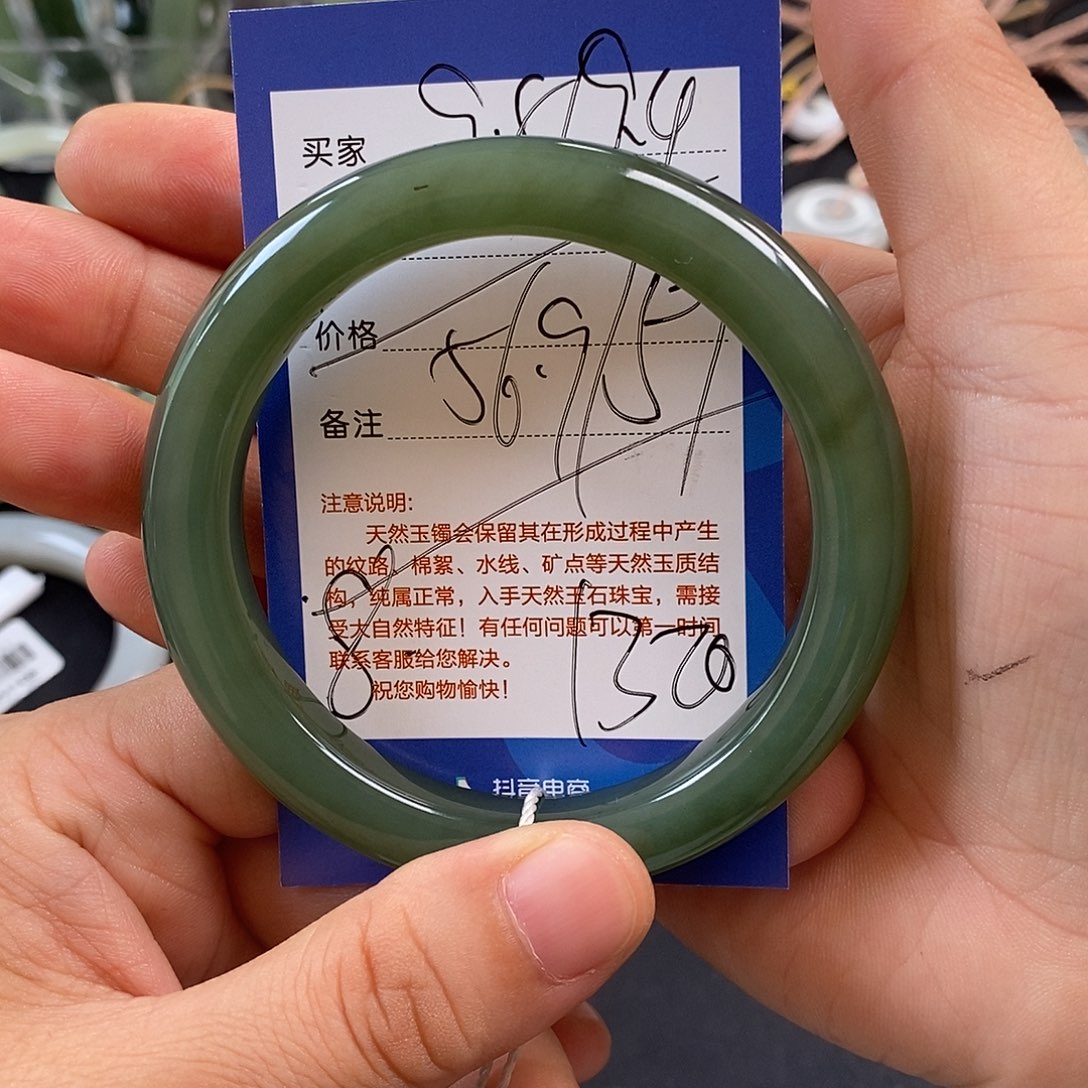 买家
价格
56.9
备注
注意说明:
天然玉镯会保留其在形成过程中产生
的纹路、棉絮、水线、矿点等天然玉质结
构，纯属正常，入手天然玉石珠宝，需接
受大自然特征！有任何问题可以第一时间
联系客服给您解决。
祝您购物愉快！
抖音电商